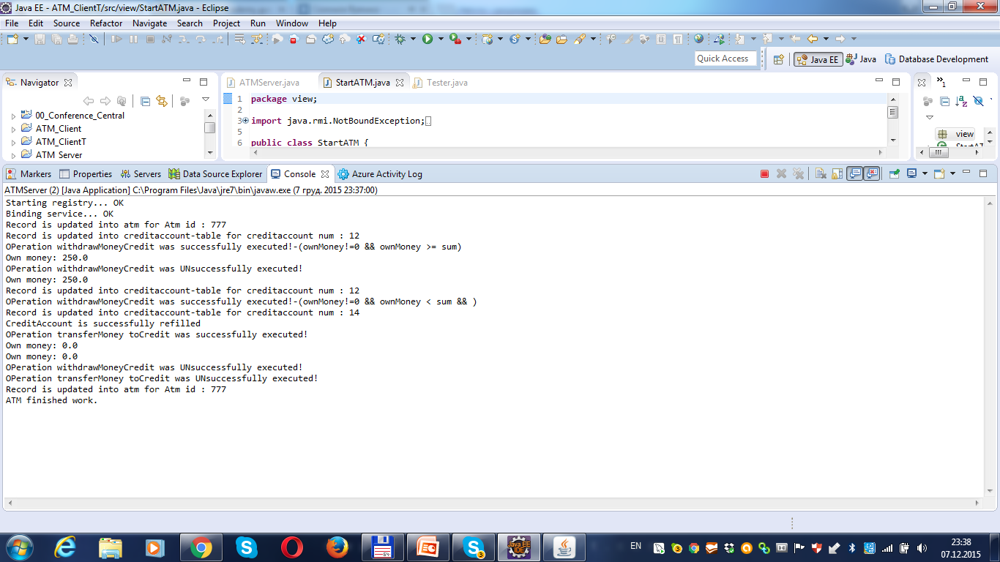 Java EE - ATM_ClientT/src/view/StartATM.java - Eclipse
File Edit Source Refactor Navigate Search Project Run Window Help
Quick Access
Java EE Java Database Development
Navigator
00_Conference_Central
ATM_Client
ATM_ClientT
ATM_Server
ATMServer.java StartATM.java Tester.java
1 package view;
2
3 import java.rmi.NotBoundException;
5
6 public class StartATM {
1
view
Markers Properties Servers Data Source Explorer Console Azure Activity Log
ATMServer (2) [Java Application] C:\Program Files\Java\jre7\bin\javaw.exe (7 груд. 2015 23:37:00)
Starting registry... OK
Binding service... OK
Record is updated into atm for Atm id : 777
Record is updated into creditaccount-table for creditaccount num : 12
OPeration withdrawMoneyCredit was successfully executed!-(ownMoney!=0 && ownMoney >= sum)
Own money: 250.0
OPeration withdrawMoneyCredit was UNsuccessfully executed!
Own money: 250.0
Record is updated into creditaccount-table for creditaccount num : 12
OPeration withdrawMoneyCredit was successfully executed!-(ownMoney!=0 && ownMoney < sum && )
Record is updated into creditaccount-table for creditaccount num : 14
CreditAccount is successfully refilled
OPeration transferMoney toCredit was successfully executed!
Own money: 0.0
Own money: 0.0
OPeration withdrawMoneyCredit was UNsuccessfully executed!
OPeration transferMoney toCredit was UNsuccessfully executed!
Record is updated into atm for Atm id : 777
ATM finished work.
64
3
Java EE
IDE
EN
3
23:38
07.12.2015